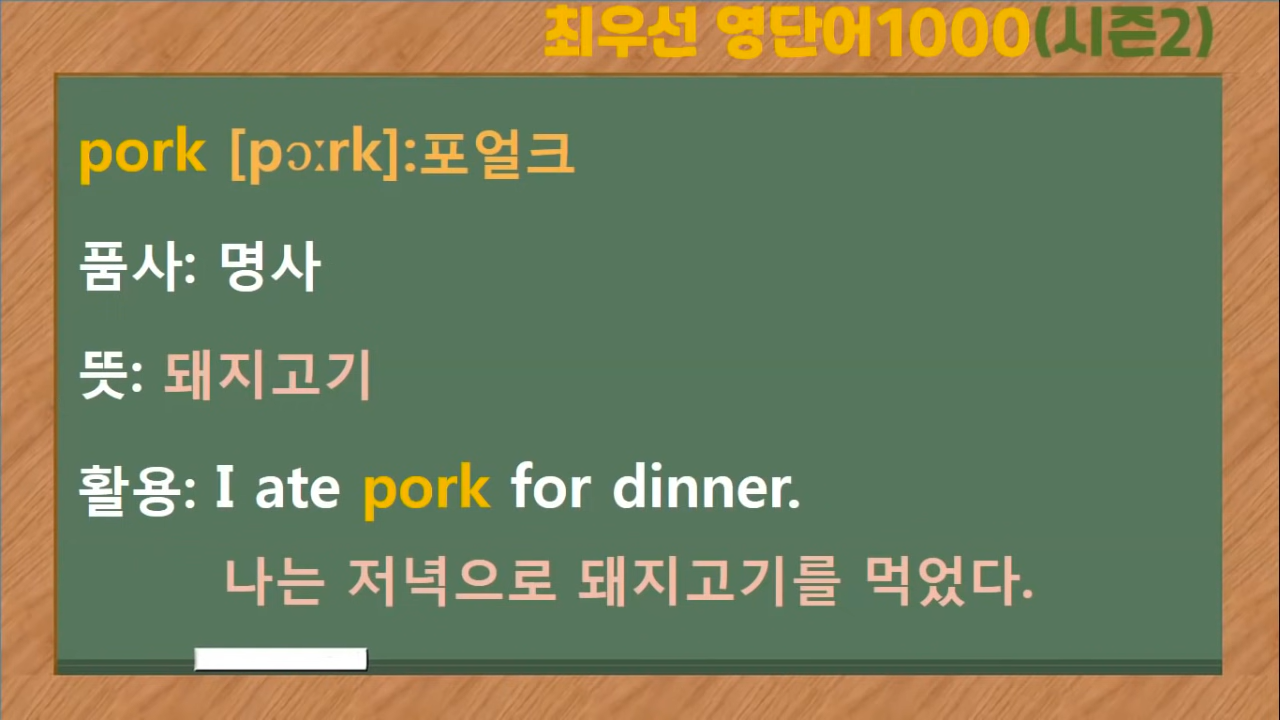 최우선 영단어1000(시즌2)
pork [pɔːrk]:포얼크
품사: 명사
뜻: 돼지고기
활용: I ate pork for dinner.
나는 저녁으로 돼지고기를 먹었다.